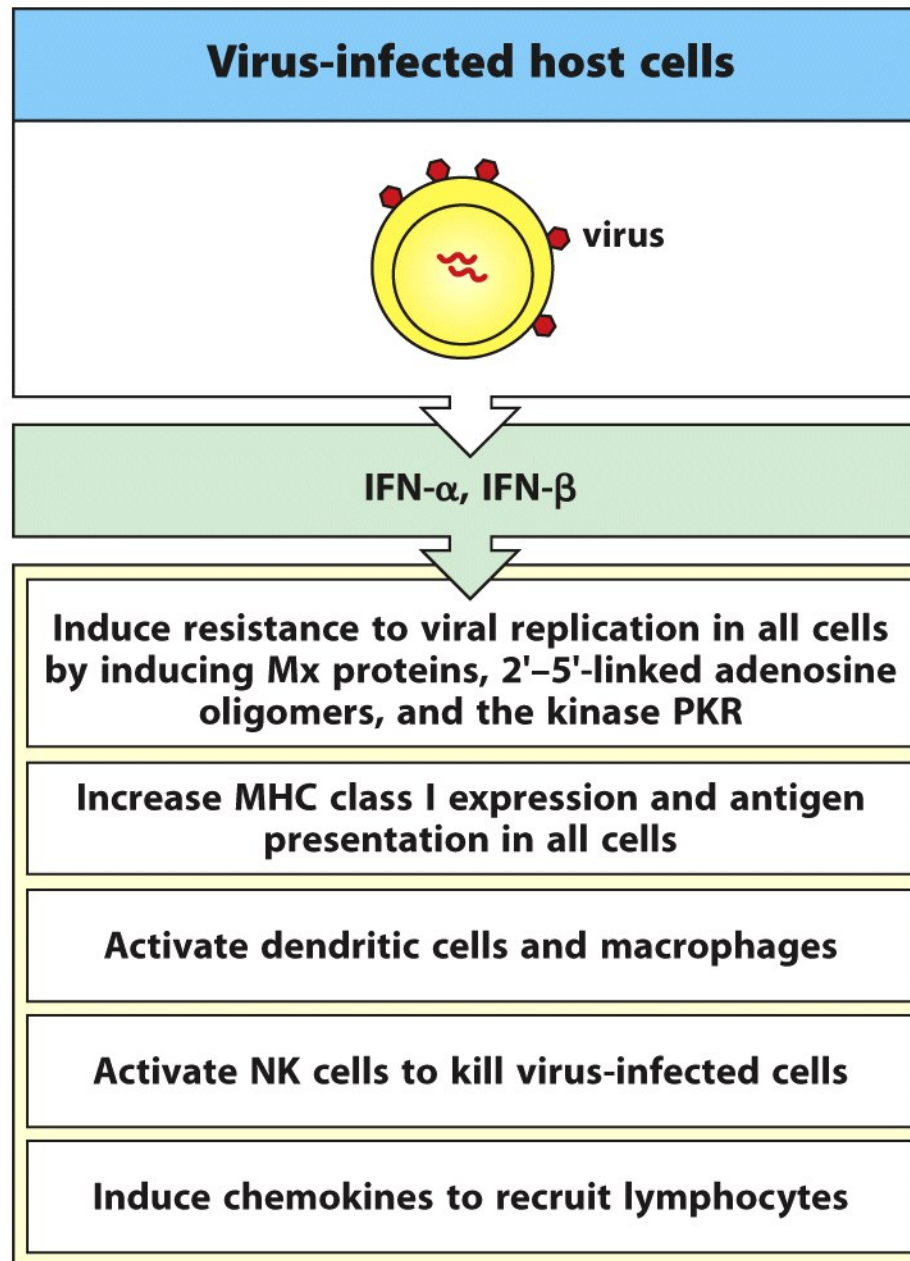 Virus-infected host cells
virus
IFN-α, IFN-β
Induce resistance to viral replication in all cells
by inducing Mx proteins, 2'–5'-linked adenosine
oligomers, and the kinase PKR
Increase MHC class I expression and antigen
presentation in all cells
Activate dendritic cells and macrophages
Activate NK cells to kill virus-infected cells
Induce chemokines to recruit lymphocytes